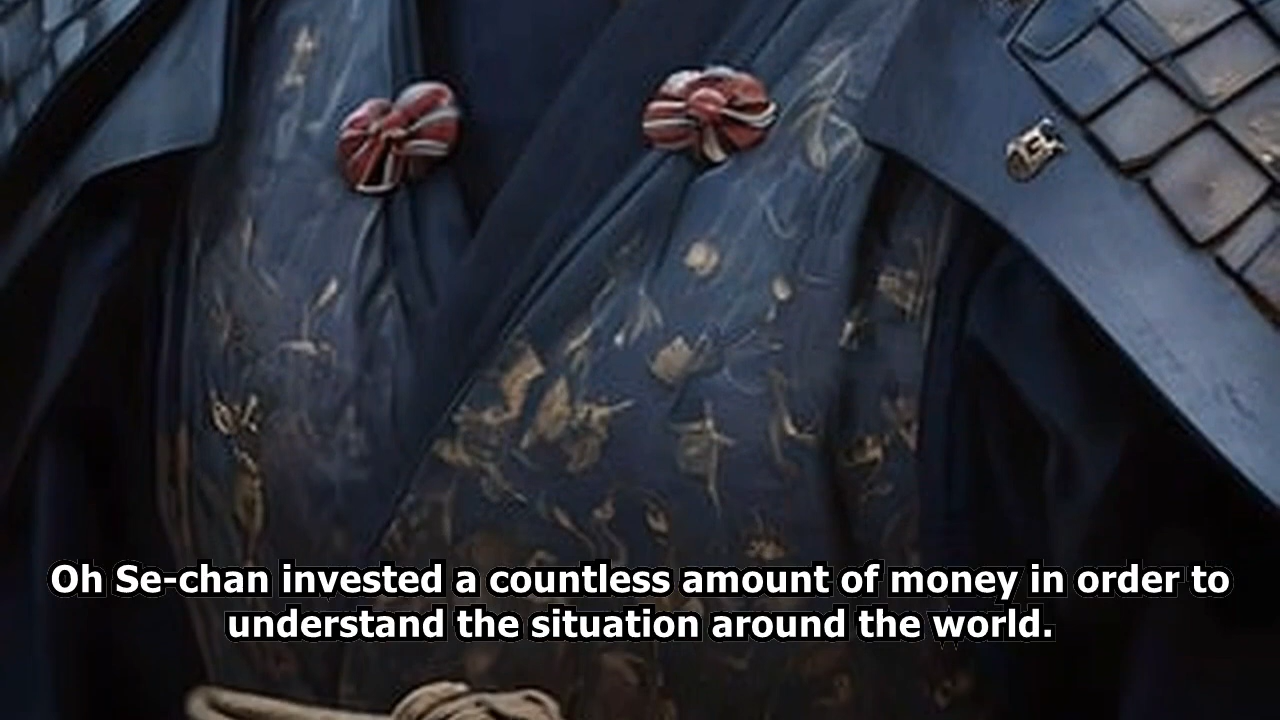 Oh Se-chan invested a countless amount of money in order to
understand the situation around the world.